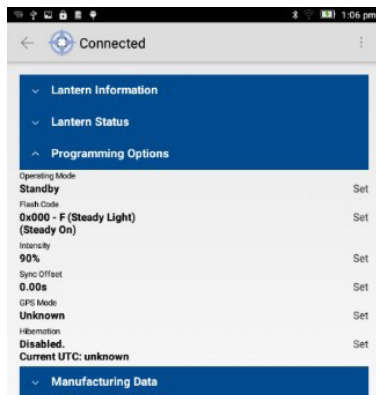 1:06 pm
Connected
Lantern Information
Lantern Status
Programming Options
Operating Mode
Standby
Set
Flash Code
0x000 - F (Steady Light)
(Steady On)
Set
Intensity
90%
Set
Sync Offset
0.00s
Set
GPS Mode
Unknown
Set
Hibernation
Disabled.
Current UTC: unknown
Set
Manufacturing Data